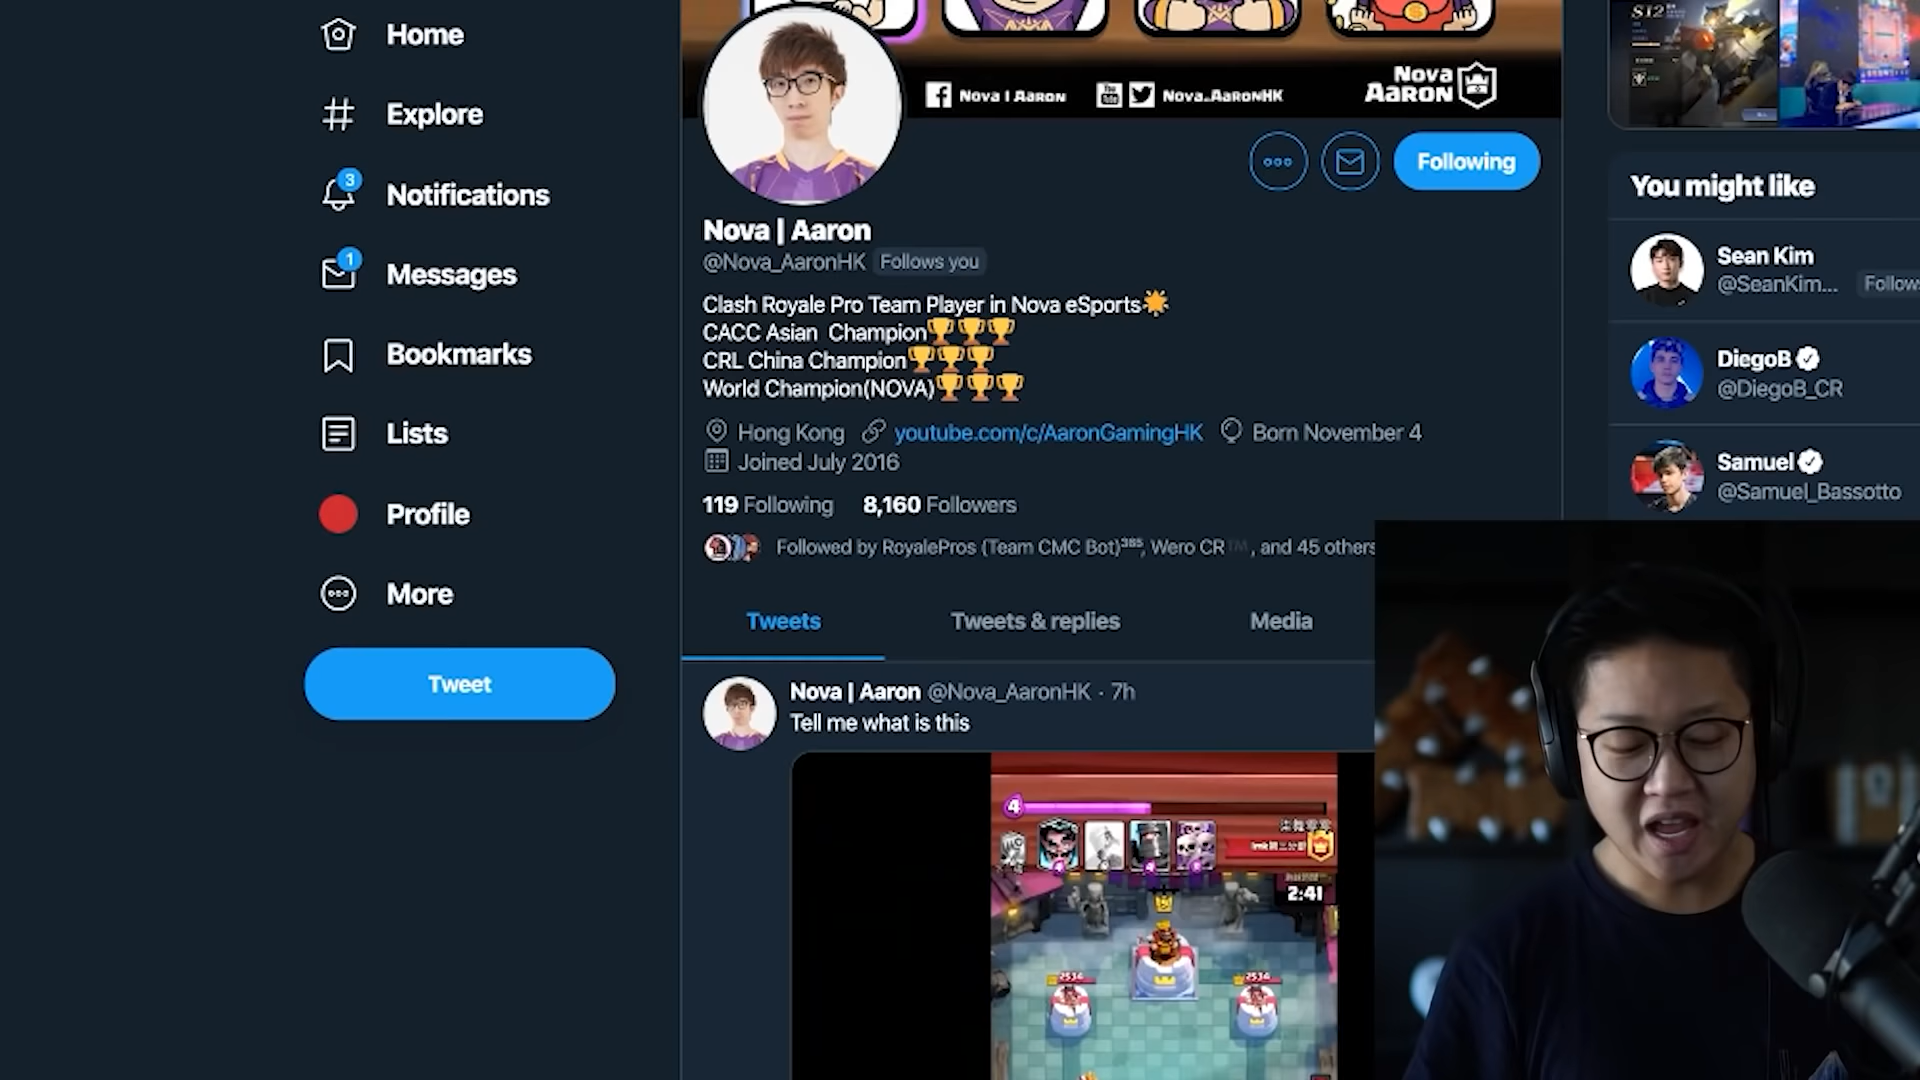 Home
Explore
3
Notifications
1
Messages
Bookmarks
Lists
Profile
More
Tweet
Nova | Aaron
Nova_AaronHK
Nova
Aaron
Following
Nova | Aaron
@Nova_AaronHK Follows you
Clash Royale Pro Team Player in Nova eSports
CACC Asian Champion🏆🏆🏆
CRL China Champion🏆🏆🏆
World Champion(NOVA)🏆🏆🏆
Hong Kong youtube.com/c/AaronGamingHK Born November 4
Joined July 2016
119 Following 8,160 Followers
Followed by RoyalePros (Team CMC Bot)³⁶⁵, Wero CR™, and 45 others
Tweets Tweets & replies Media
Nova | Aaron @Nova_AaronHK · 7h
Tell me what is this
4
2:41
2534 2534
S12
You might like
Sean Kim
@SeanKim... Follows
DiegoB
@DiegoB_CR
Samuel
@Samuel_Bassotto